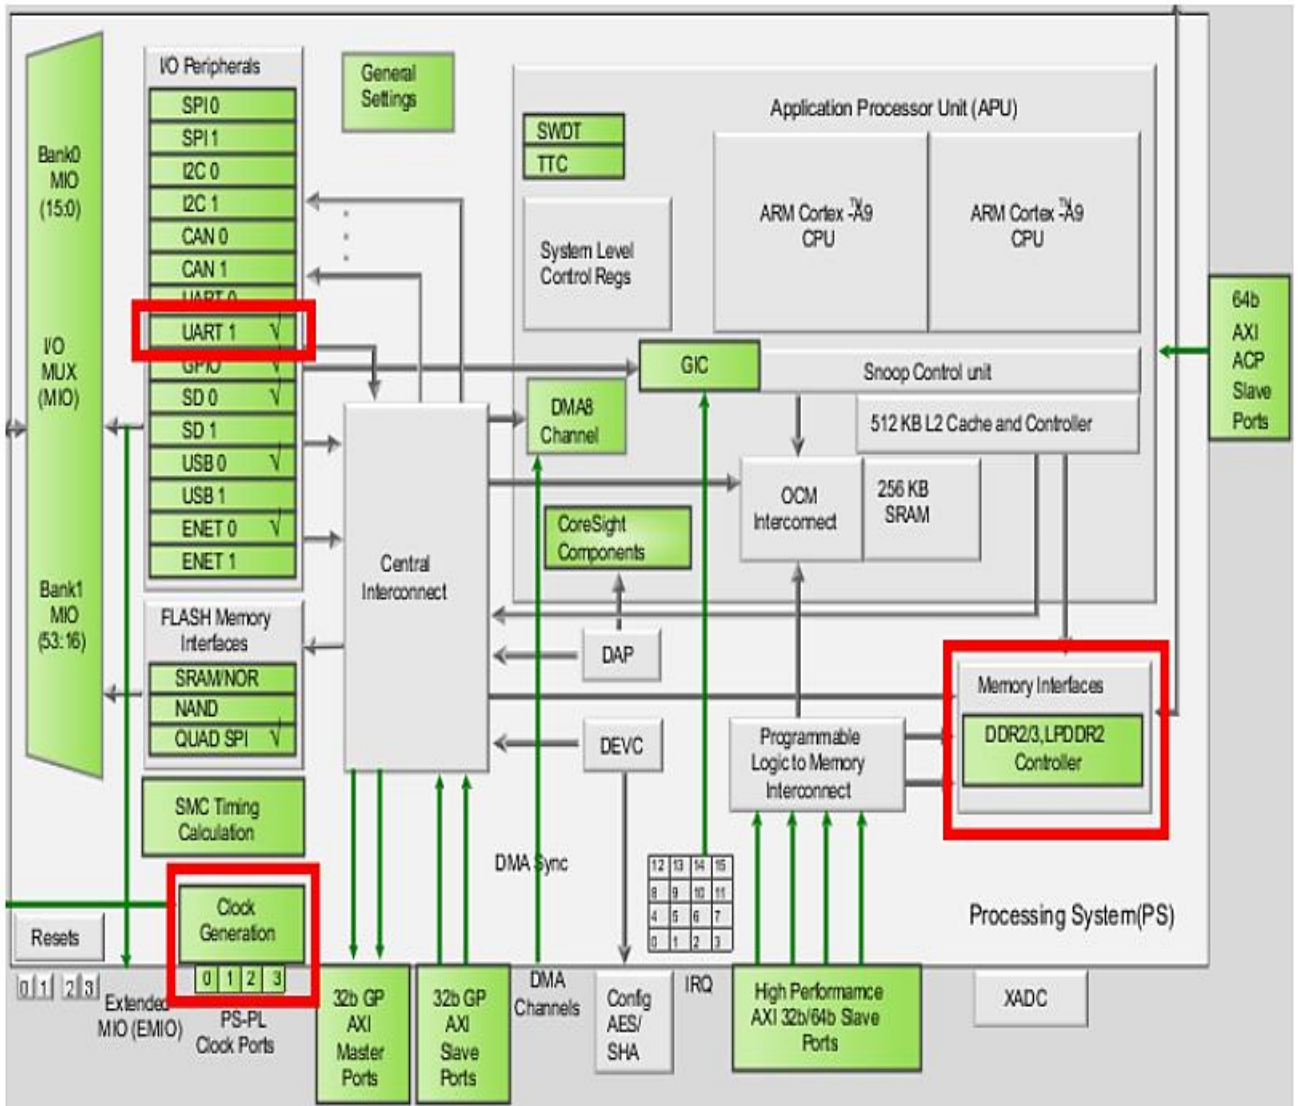 I/O Peripherals
SPI 0
SPI 1
I2C 0
I2C 1
CAN 0
CAN 1
UART 0
UART 1 √
GPIO √
SD 0 √
SD 1
USB 0 √
USB 1
ENET 0 √
ENET 1
Bank0
MIO
(15:0)
I/O
MUX
(MIO)
Bank1
MIO
(53:16)
General
Settings
FLASH Memory
Interfaces
SRAM/NOR
NAND
QUAD SPI √
SMC Timing
Calculation
Clock
Generation
0 1 2 3
PS-PL
Clock Ports
Resets
0 1 2 3
Extended
MIO (EMIO)
Central
Interconnect
32b GP
AXI
Master
Ports
32b GP
AXI
Slave
Ports
Application Processor Unit (APU)
SWDT
TTC
System Level
Control Regs
ARM Cortex -A9
TM
CPU
ARM Cortex -A9
TM
CPU
GIC
Snoop Control unit
DMA8
Channel
512 KB L2 Cache and Controller
OCM
Interconnect
256 KB
SRAM
CoreSight
Components
DAP
DEVC
Programmable
Logic to Memory
Interconnect
Memory Interfaces
DDR2/3,LPDDR2
Controller
64b
AXI
ACP
Slave
Ports
DMA Sync
12 13 14 15
8 9 10 11
4 5 6 7
0 1 2 3
IRQ
DMA
Channels
Config
AES/
SHA
High Performamce
AXI 32b/64b Slave
Ports
XADC
Processing System(PS)